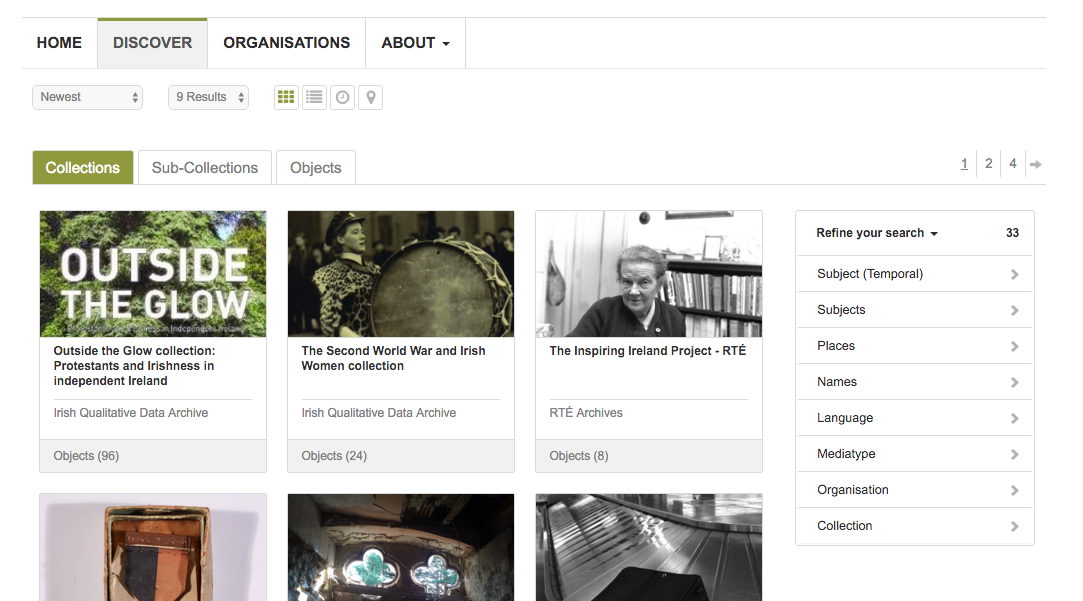 HOME
DISCOVER
ORGANISATIONS
ABOUT
Newest
9 Results
Collections
Sub-Collections
Objects
1
2
4
OUTSIDE
THE GLOW
Outside the Glow collection:
Protestants and Irishness in
independent Ireland
Irish Qualitative Data Archive
Objects (96)
The Second World War and Irish
Women collection
Irish Qualitative Data Archive
Objects (24)
The Inspiring Ireland Project - RTÉ
RTÉ Archives
Objects (8)
Refine your search
33
Subject (Temporal)
Subjects
Places
Names
Language
Mediatype
Organisation
Collection